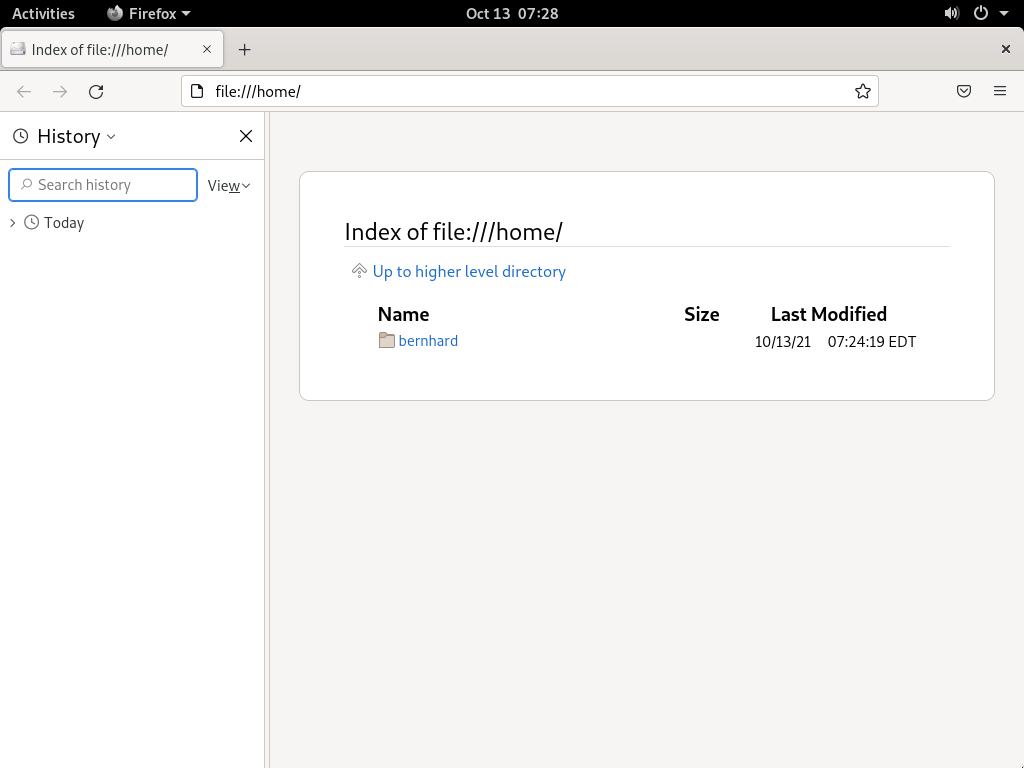 Activities Firefox Oct 13 07:28
Index of file:///home/
file:///home/
History
Search history View
Today
Index of file:///home/
Up to higher level directory
Name Size Last Modified
bernhard 10/13/21 07:24:19 EDT